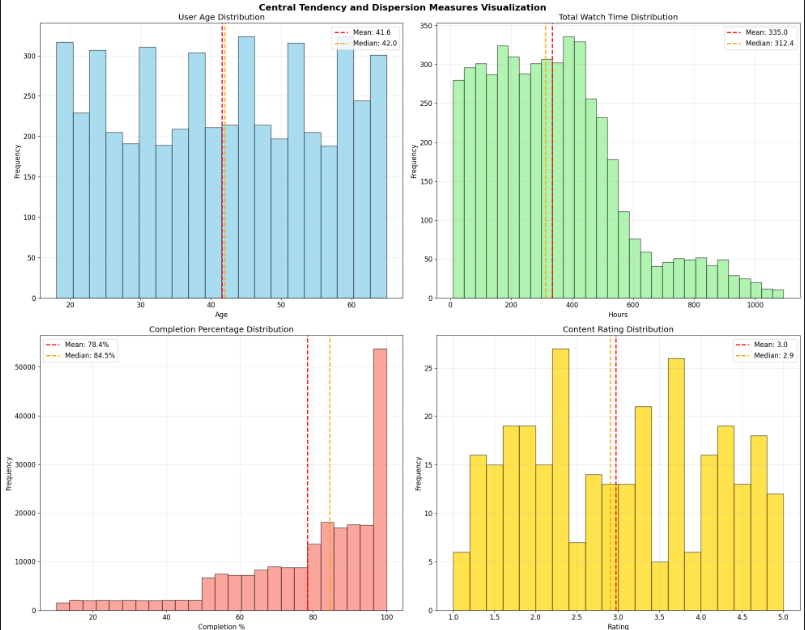 Central Tendency and Dispersion Measures Visualization
User Age Distribution
Mean: 41.6
Median: 42.0
300
250
200
150
100
50
0
Frequency
20
30
40
50
60
Age
Total Watch Time Distribution
Mean: 335.0
Median: 312.4
350
300
250
200
150
100
50
0
Frequency
0
200
400
600
800
1000
Hours
Completion Percentage Distribution
Mean: 78.4%
Median: 84.5%
50000
40000
30000
20000
10000
0
Frequency
20
40
60
80
100
Completion %
Content Rating Distribution
Mean: 3.0
Median: 2.9
25
20
15
10
5
0
Frequency
1.0
1.5
2.0
2.5
3.0
3.5
4.0
4.5
5.0
Rating